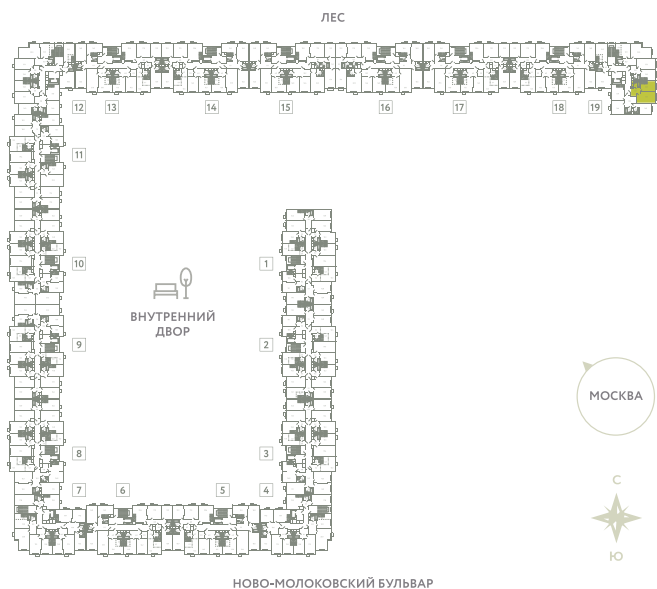 ЛЕС
12 13 14 15 16 17 18 19
11
10 1
ВНУТРЕННИЙ
ДВОР
9 2
МОСКВА
8 3
7 6 5 4
С
Ю
НОВО-МОЛОКОВСКИЙ БУЛЬВАР